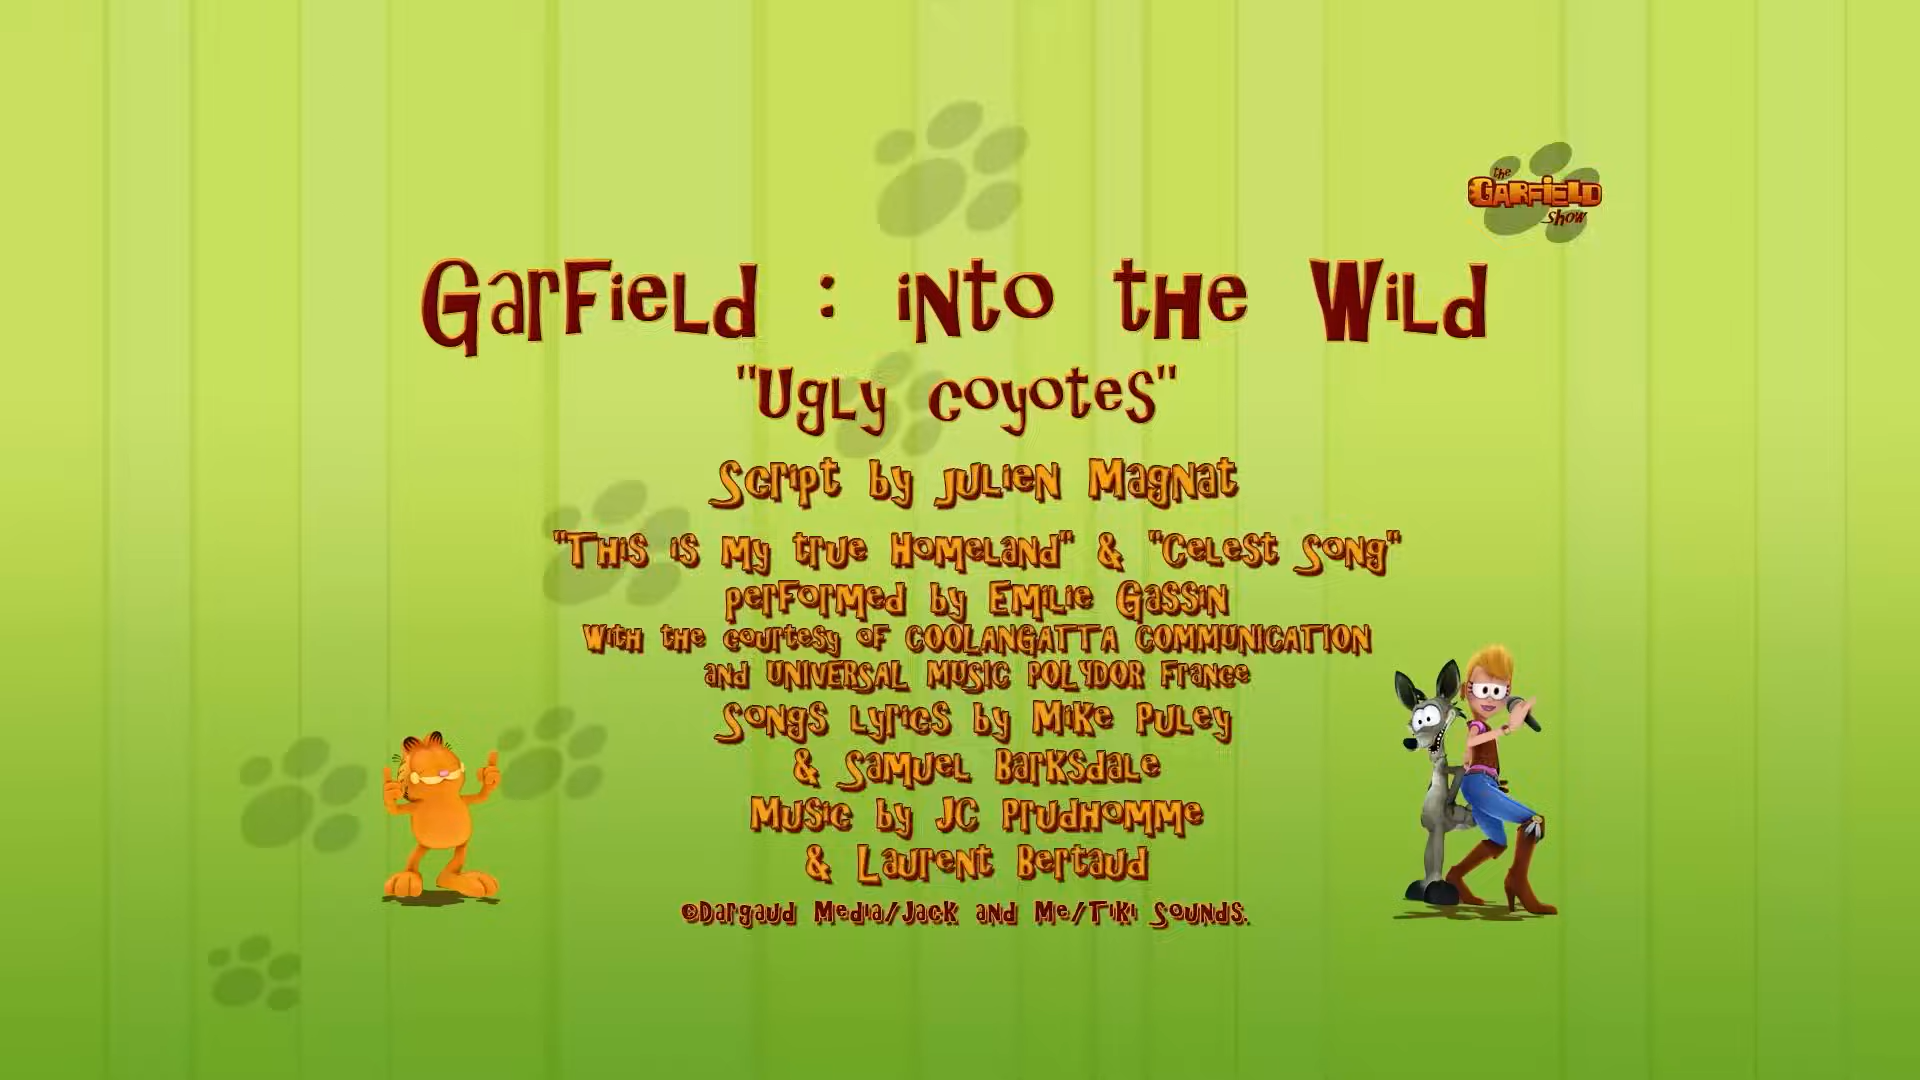 the
GARFIELD
Show
Garfield : into the Wild
"Ugly Coyotes"
Script by Julien Magnat
"This is my true Homeland" & "Celest Song"
performed by Emilie Gassin
With the courtesy of COOLANGATTA COMMUNICATION
and UNIVERSAL MUSIC POLYDOR France
Songs Lyrics by Mike Puley
& Samuel Barksdale
Music by JC Prudhomme
& Laurent Bertaud
©Dargaud Media/Jack and Me/Tiki Sounds.